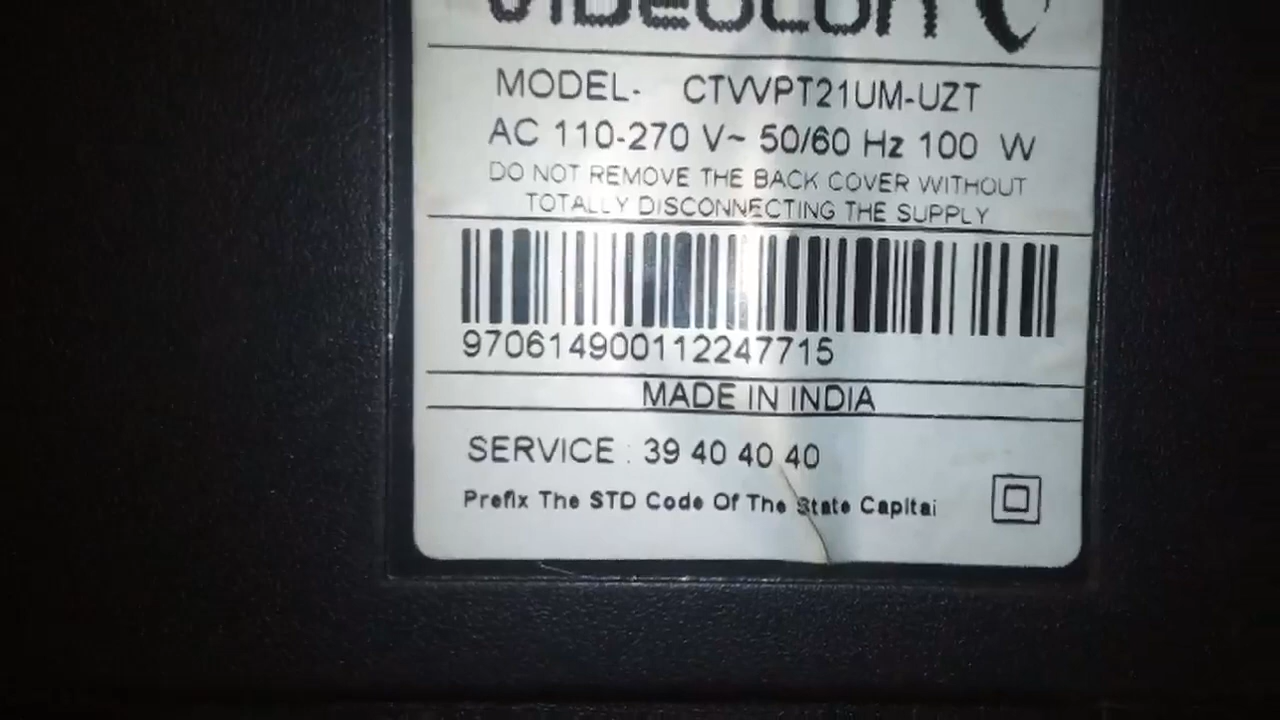 VIDEOCON
MODEL- CTVVPT21UM-UZT
AC 110-270 V~ 50/60 Hz 100 W
DO NOT REMOVE THE BACK COVER WITHOUT
TOTALLY DISCONNECTING THE SUPPLY
970614900112247715
MADE IN INDIA
SERVICE : 39 40 40 40
Prefix The STD Code Of The State Capital